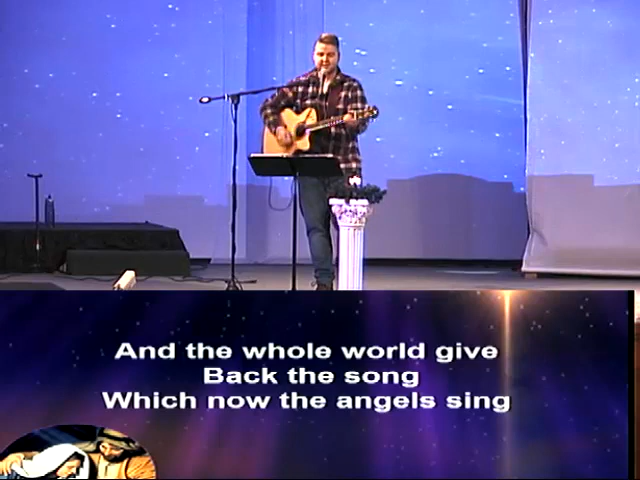 And the whole world give
Back the song
Which now the angels sing